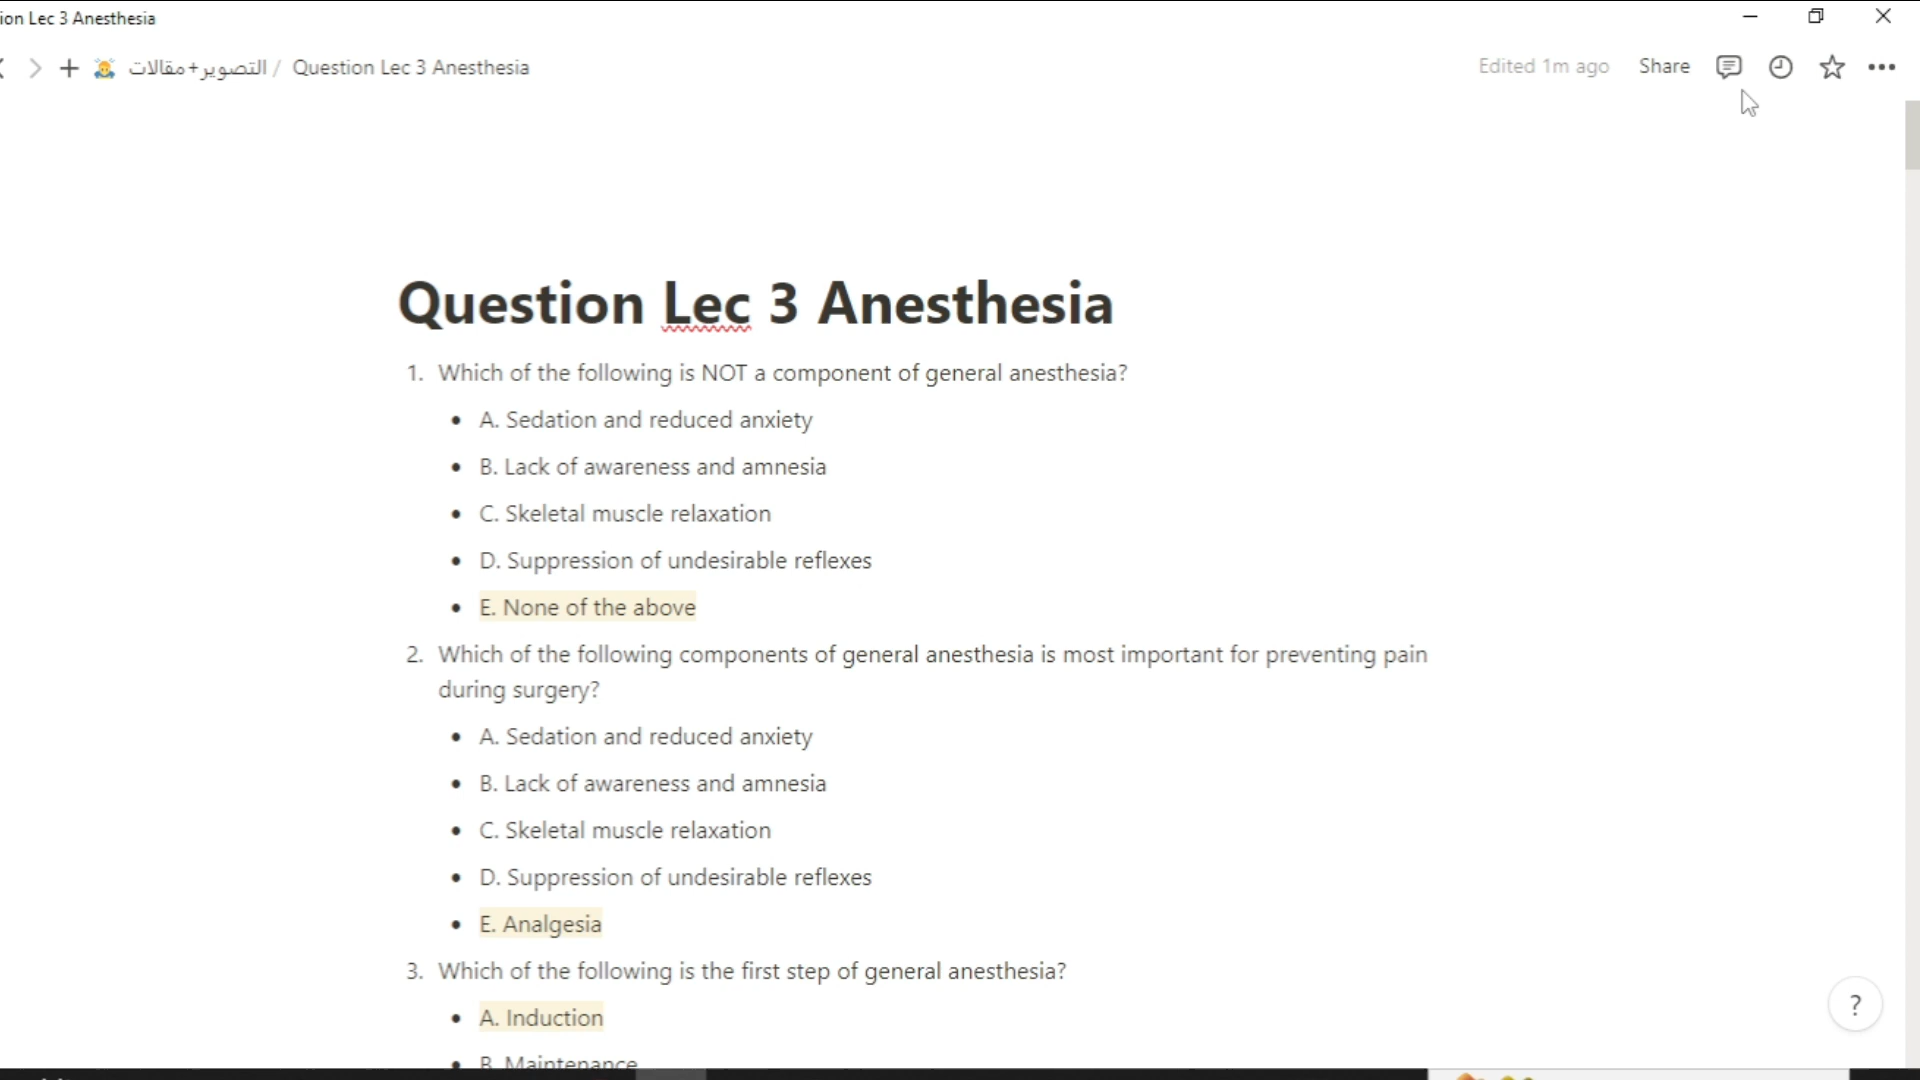 ion Lec 3 Anesthesia
التصوير+مقالات / Question Lec 3 Anesthesia
Edited 1m ago Share
Question Lec 3 Anesthesia
1. Which of the following is NOT a component of general anesthesia?
• A. Sedation and reduced anxiety
• B. Lack of awareness and amnesia
• C. Skeletal muscle relaxation
• D. Suppression of undesirable reflexes
• E. None of the above
2. Which of the following components of general anesthesia is most important for preventing pain
during surgery?
• A. Sedation and reduced anxiety
• B. Lack of awareness and amnesia
• C. Skeletal muscle relaxation
• D. Suppression of undesirable reflexes
• E. Analgesia
3. Which of the following is the first step of general anesthesia?
• A. Induction
• B. Maintenance
?